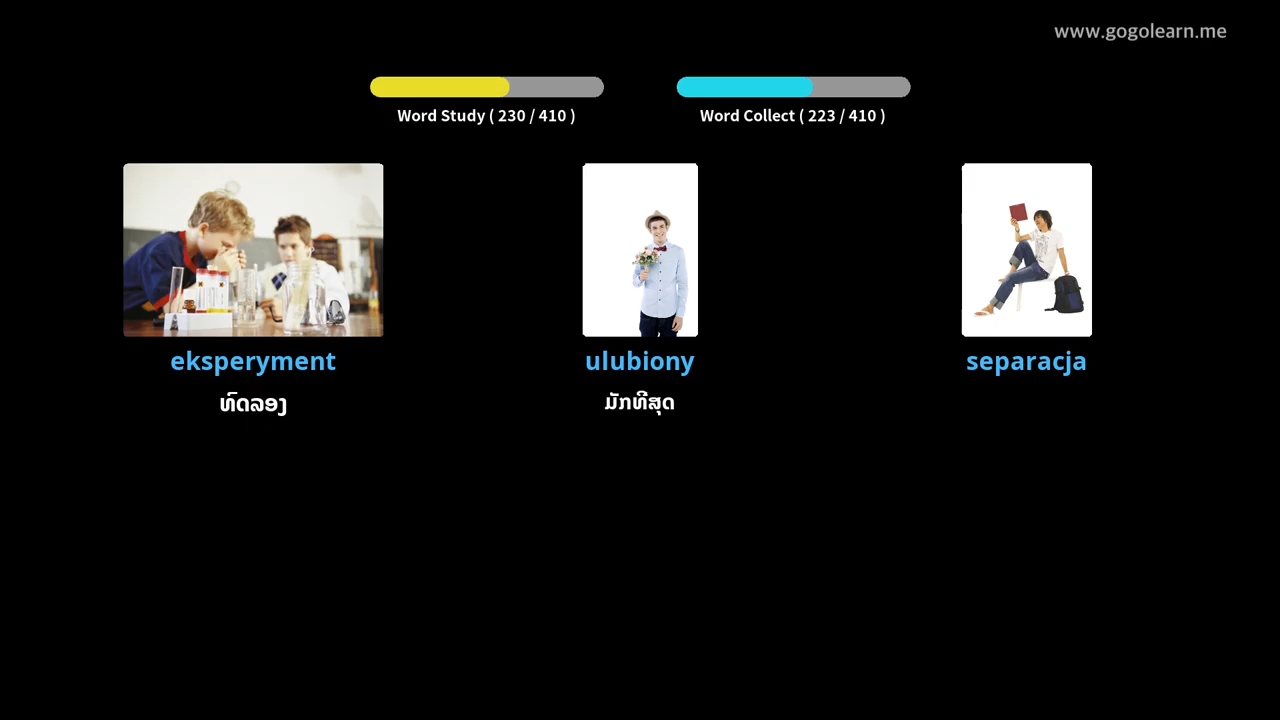 www.gogolearn.me
Word Study ( 230 / 410 )
Word Collect ( 223 / 410 )
eksperyment
ulubiony
separacja
ທົດລອງ
ມັກທີ່ສຸດ